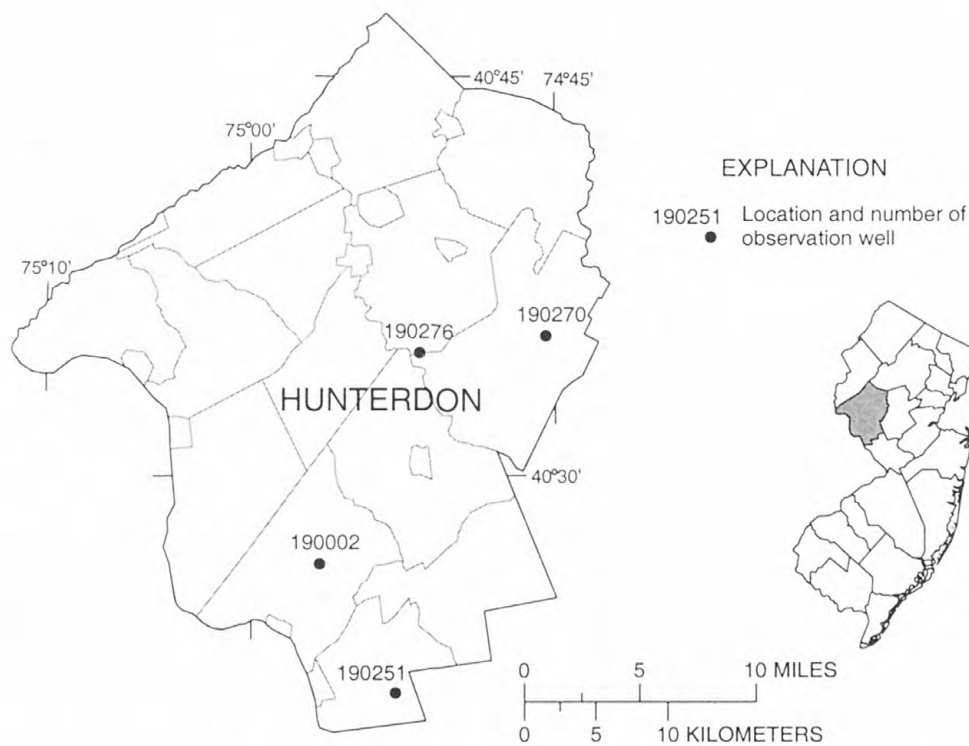 40°45'
74°45'
75°00'
EXPLANATION
190251 Location and number of
observation well
75°10'
190270
190276
HUNTERDON
40°30'
190002
190251
0 5 10 MILES
0 5 10 KILOMETERS